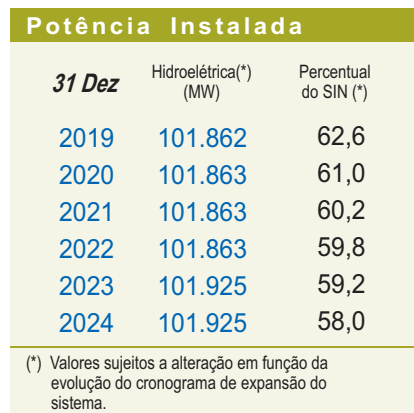 Potência Instalada
31 Dez Hidroelétrica(*) (MW) Percentual do SIN (*)
2019 101.862 62,6
2020 101.863 61,0
2021 101.863 60,2
2022 101.863 59,8
2023 101.925 59,2
2024 101.925 58,0
(*) Valores sujeitos a alteração em função da
evolução do cronograma de expansão do
sistema.